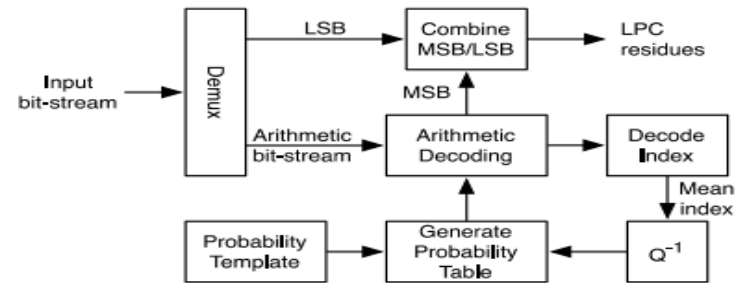 LSB
Combine
MSB/LSB
LPC
residues
Input
bit-stream
Demux
MSB
Arithmetic
bit-stream
Arithmetic
Decoding
Decode
Index
Mean
index
Probability
Template
Generate
Probability
Table
Q⁻¹